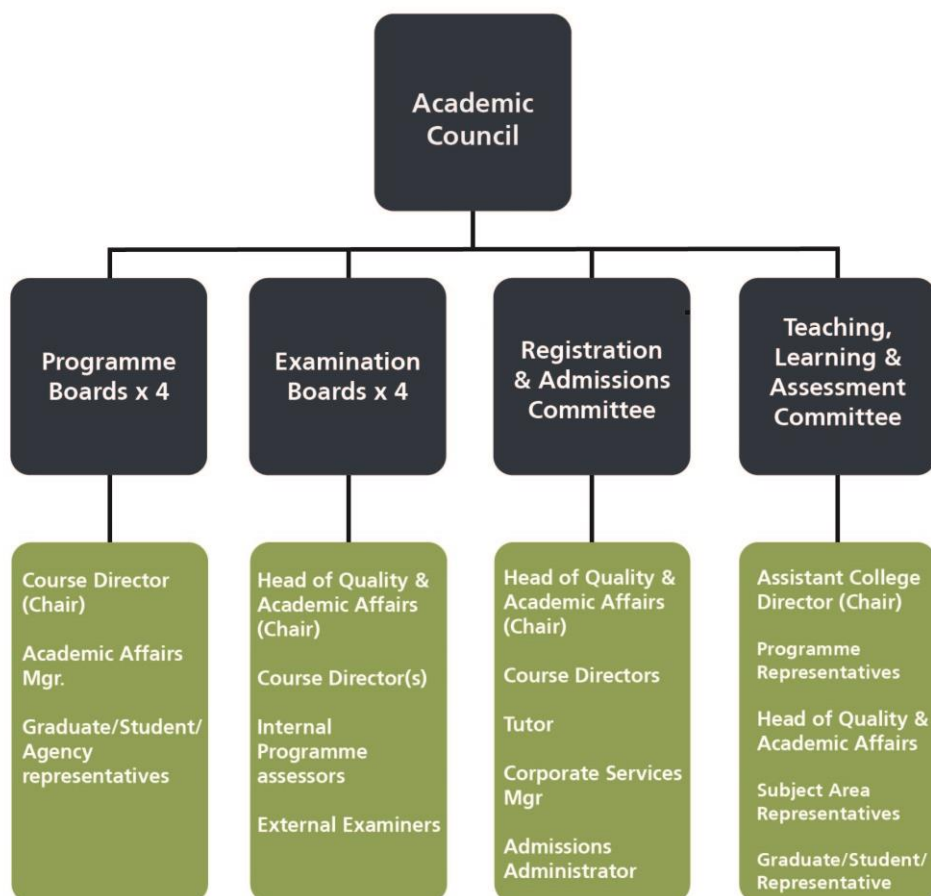 Academic
Council
Programme
Boards x 4
Examination
Boards x 4
Registration
& Admissions
Committee
Teaching,
Learning &
Assessment
Committee
Course Director
(Chair)
Academic Affairs
Mgr.
Graduate/Student/
Agency
representatives
Head of Quality &
Academic Affairs
(Chair)
Course Director(s)
Internal
Programme
assessors
External Examiners
Head of Quality &
Academic Affairs
(Chair)
Course Directors
Tutor
Corporate Services
Mgr
Admissions
Administrator
Assistant College
Director (Chair)
Programme
Representatives
Head of Quality &
Academic Affairs
Subject Area
Representatives
Graduate/Student/
Representative